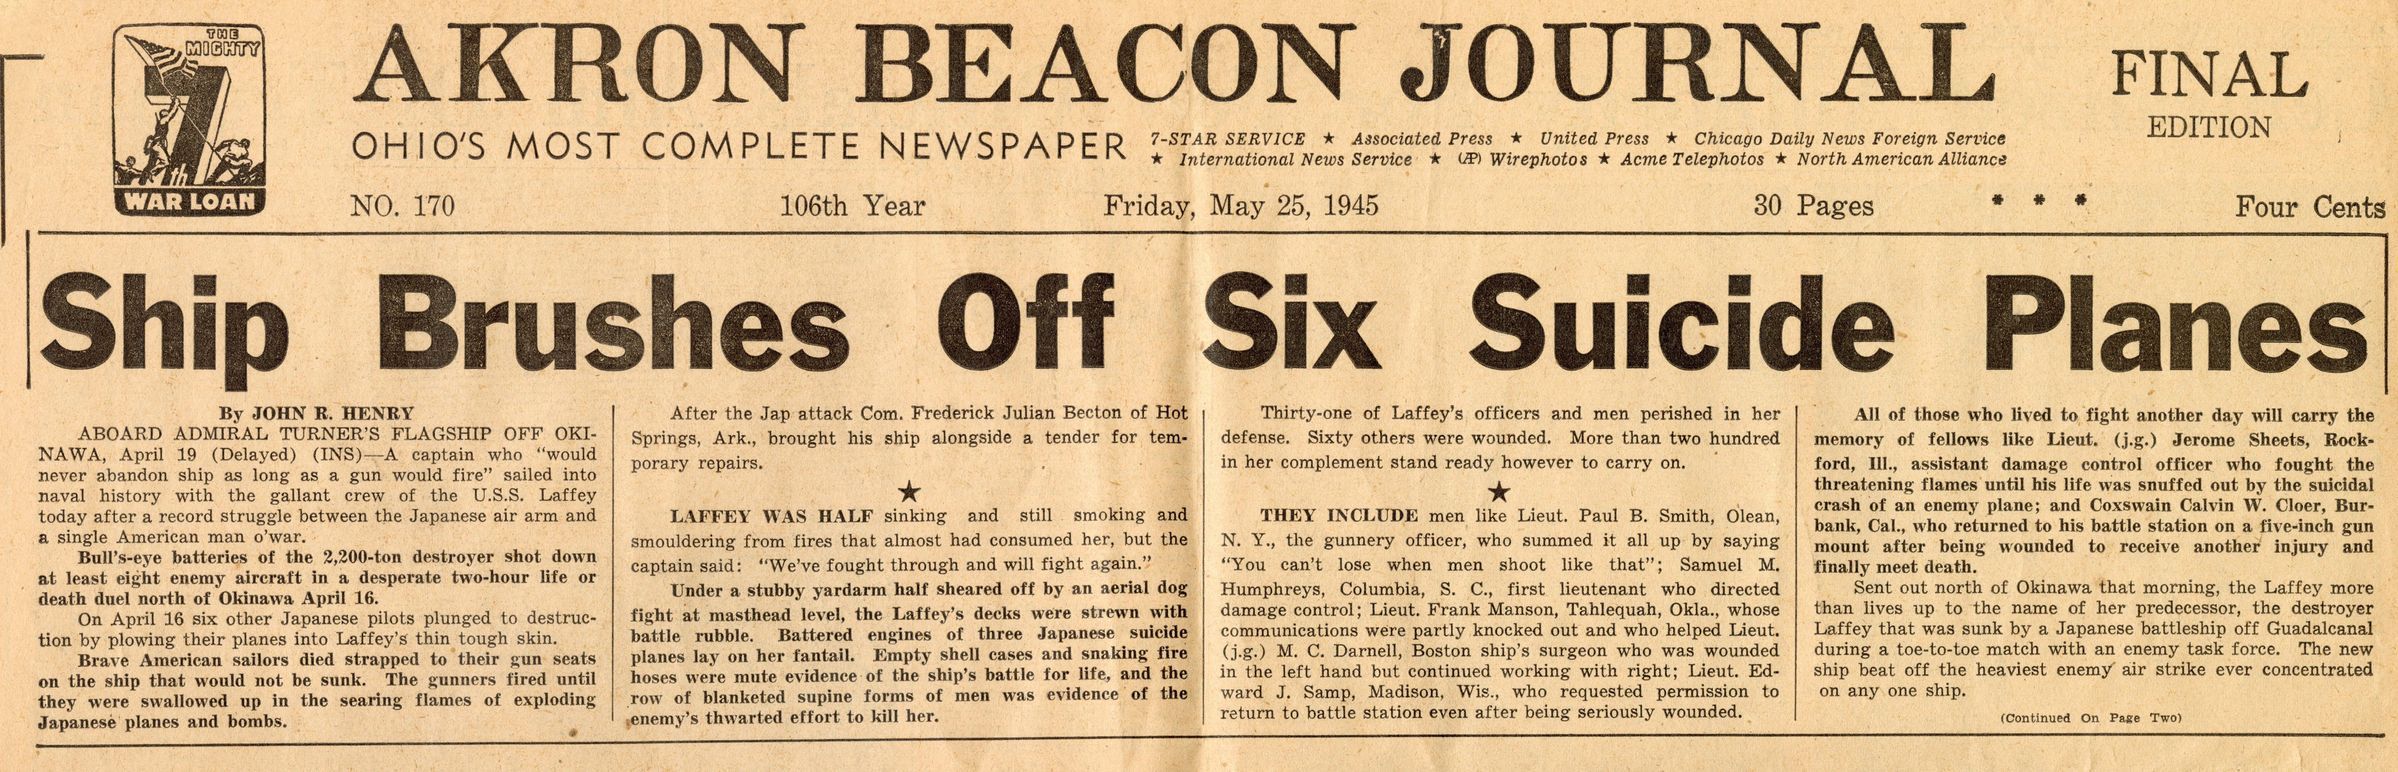 THE
MIGHTY
7th
WAR LOAN
AKRON BEACON JOURNAL
FINAL
EDITION
OHIO'S MOST COMPLETE NEWSPAPER
7-STAR SERVICE ★ Associated Press ★ United Press ★ Chicago Daily News Foreign Service
★ International News Service ★ (AP) Wirephotos ★ Acme Telephotos ★ North American Alliance
NO. 170 106th Year Friday, May 25, 1945 30 Pages * * * Four Cents
Ship Brushes Off Six Suicide Planes
By JOHN R. HENRY
ABOARD ADMIRAL TURNER'S FLAGSHIP OFF OKI-
NAWA, April 19 (Delayed) (INS)—A captain who "would
never abandon ship as long as a gun would fire" sailed into
naval history with the gallant crew of the U.S.S. Laffey
today after a record struggle between the Japanese air arm and
a single American man o'war.
Bull's-eye batteries of the 2,200-ton destroyer shot down
at least eight enemy aircraft in a desperate two-hour life or
death duel north of Okinawa April 16.
On April 16 six other Japanese pilots plunged to destruc-
tion by plowing their planes into Laffey's thin tough skin.
Brave American sailors died strapped to their gun seats
on the ship that would not be sunk. The gunners fired until
they were swallowed up in the searing flames of exploding
Japanese planes and bombs.
After the Jap attack Com. Frederick Julian Becton of Hot
Springs, Ark., brought his ship alongside a tender for tem-
porary repairs.
★
LAFFEY WAS HALF sinking and still smoking and
smouldering from fires that almost had consumed her, but the
captain said: "We've fought through and will fight again."
Under a stubby yardarm half sheared off by an aerial dog
fight at masthead level, the Laffey's decks were strewn with
battle rubble. Battered engines of three Japanese suicide
planes lay on her fantail. Empty shell cases and snaking fire
hoses were mute evidence of the ship's battle for life, and the
row of blanketed supine forms of men was evidence of the
enemy's thwarted effort to kill her.
Thirty-one of Laffey's officers and men perished in her
defense. Sixty others were wounded. More than two hundred
in her complement stand ready however to carry on.
★
THEY INCLUDE men like Lieut. Paul B. Smith, Olean,
N. Y., the gunnery officer, who summed it all up by saying
"You can't lose when men shoot like that"; Samuel M.
Humphreys, Columbia, S. C., first lieutenant who directed
damage control; Lieut. Frank Manson, Tahlequah, Okla., whose
communications were partly knocked out and who helped Lieut.
(j.g.) M. C. Darnell, Boston ship's surgeon who was wounded
in the left hand but continued working with right; Lieut. Ed-
ward J. Samp, Madison, Wis., who requested permission to
return to battle station even after being seriously wounded.
All of those who lived to fight another day will carry the
memory of fellows like Lieut. (j.g.) Jerome Sheets, Rock-
ford, Ill., assistant damage control officer who fought the
threatening flames until his life was snuffed out by the suicidal
crash of an enemy plane; and Coxswain Calvin W. Cloer, Bur-
bank, Cal., who returned to his battle station on a five-inch gun
mount after being wounded to receive another injury and
finally meet death.
Sent out north of Okinawa that morning, the Laffey more
than lives up to the name of her predecessor, the destroyer
Laffey that was sunk by a Japanese battleship off Guadalcanal
during a toe-to-toe match with an enemy task force. The new
ship beat off the heaviest enemy air strike ever concentrated
on any one ship.
(Continued On Page Two)